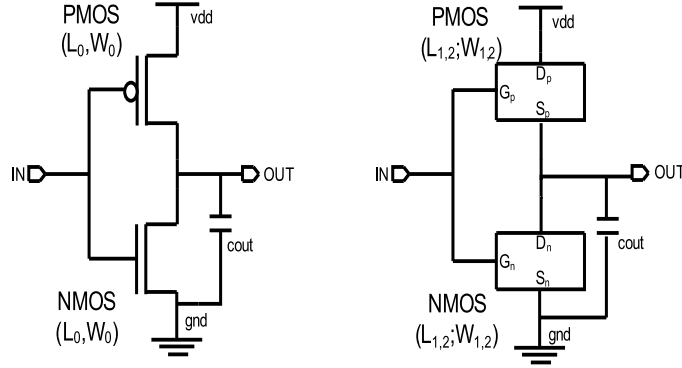 PMOS
(L0,W0)
vdd
IN
OUT
cout
NMOS
(L0,W0)
gnd
PMOS
(L1,2;W1,2)
vdd
Dp
Gp
Sp
IN
OUT
cout
Dn
Gn
Sn
NMOS
(L1,2;W1,2)
gnd